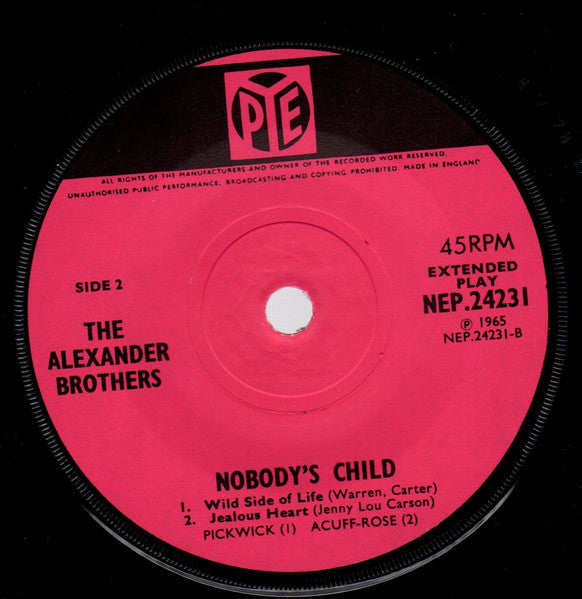 PYE
ALL RIGHTS OF THE MANUFACTURERS AND OWNER OF THE RECORDED WORK RESERVED
UNAUTHORISED PUBLIC PERFORMANCE, BROADCASTING AND COPYING PROHIBITED. MADE IN ENGLAND
SIDE 2
45RPM
EXTENDED
PLAY
NEP.24231
℗ 1965
NEP.24231-B
THE
ALEXANDER
BROTHERS
NOBODY'S CHILD
1. Wild Side of Life (Warren, Carter)
2. Jealous Heart (Jenny Lou Carson)
PICKWICK (1) ACUFF-ROSE (2)